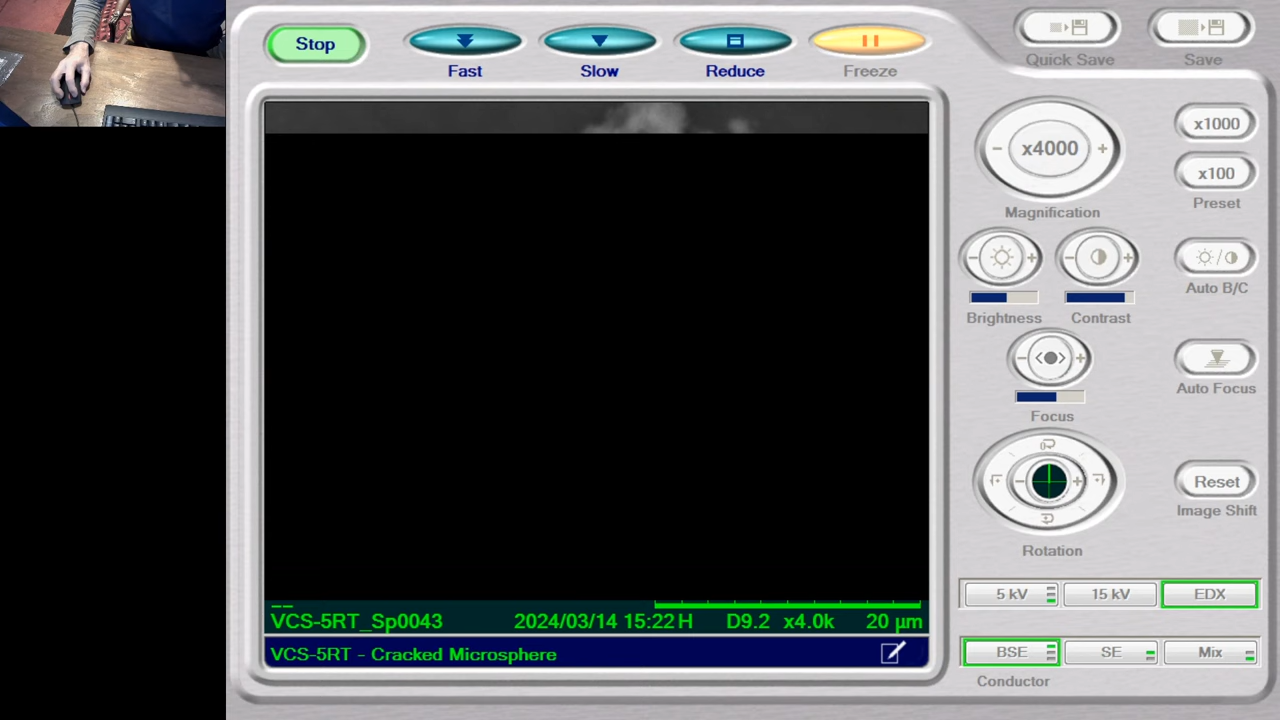 Stop
Fast
Slow
Reduce
Freeze
Quick Save
Save
x4000
Magnification
x1000
x100
Preset
Brightness
Contrast
Auto B/C
Focus
Auto Focus
Rotation
Reset
Image Shift
5 kV
15 kV
EDX
BSE
SE
Mix
Conductor
VCS-5RT_Sp0043 2024/03/14 15:22 H D9.2 x4.0k 20 µm
VCS-5RT - Cracked Microsphere